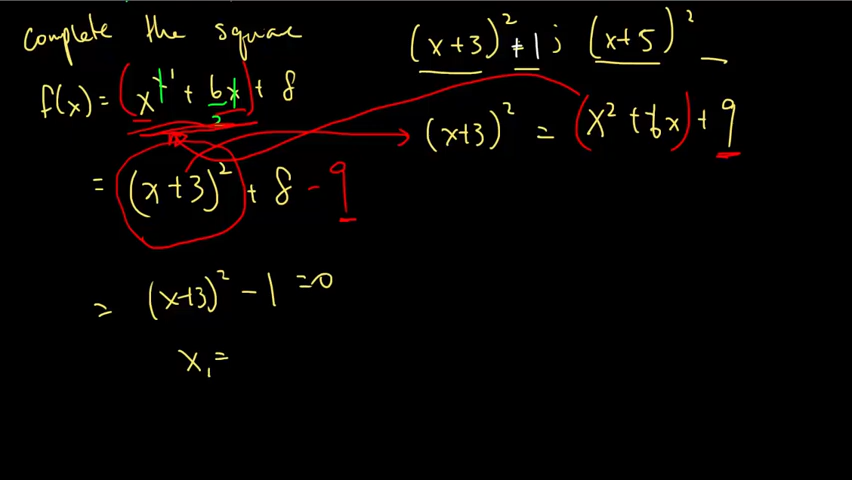 complete the square
(x+3)² + 1 ; (x+5)²
f(x) = (x² + 6x) + 8
(x+3)² = (x² + 6x) + 9
= (x+3)² + 8 - 9
= (x+3)² - 1 = 0
x₁ =